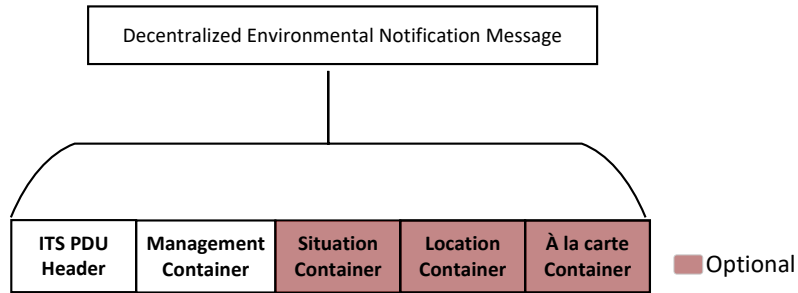 Decentralized Environmental Notification Message
ITS PDU Header
Management Container
Situation Container
Location Container
À la carte Container
Optional